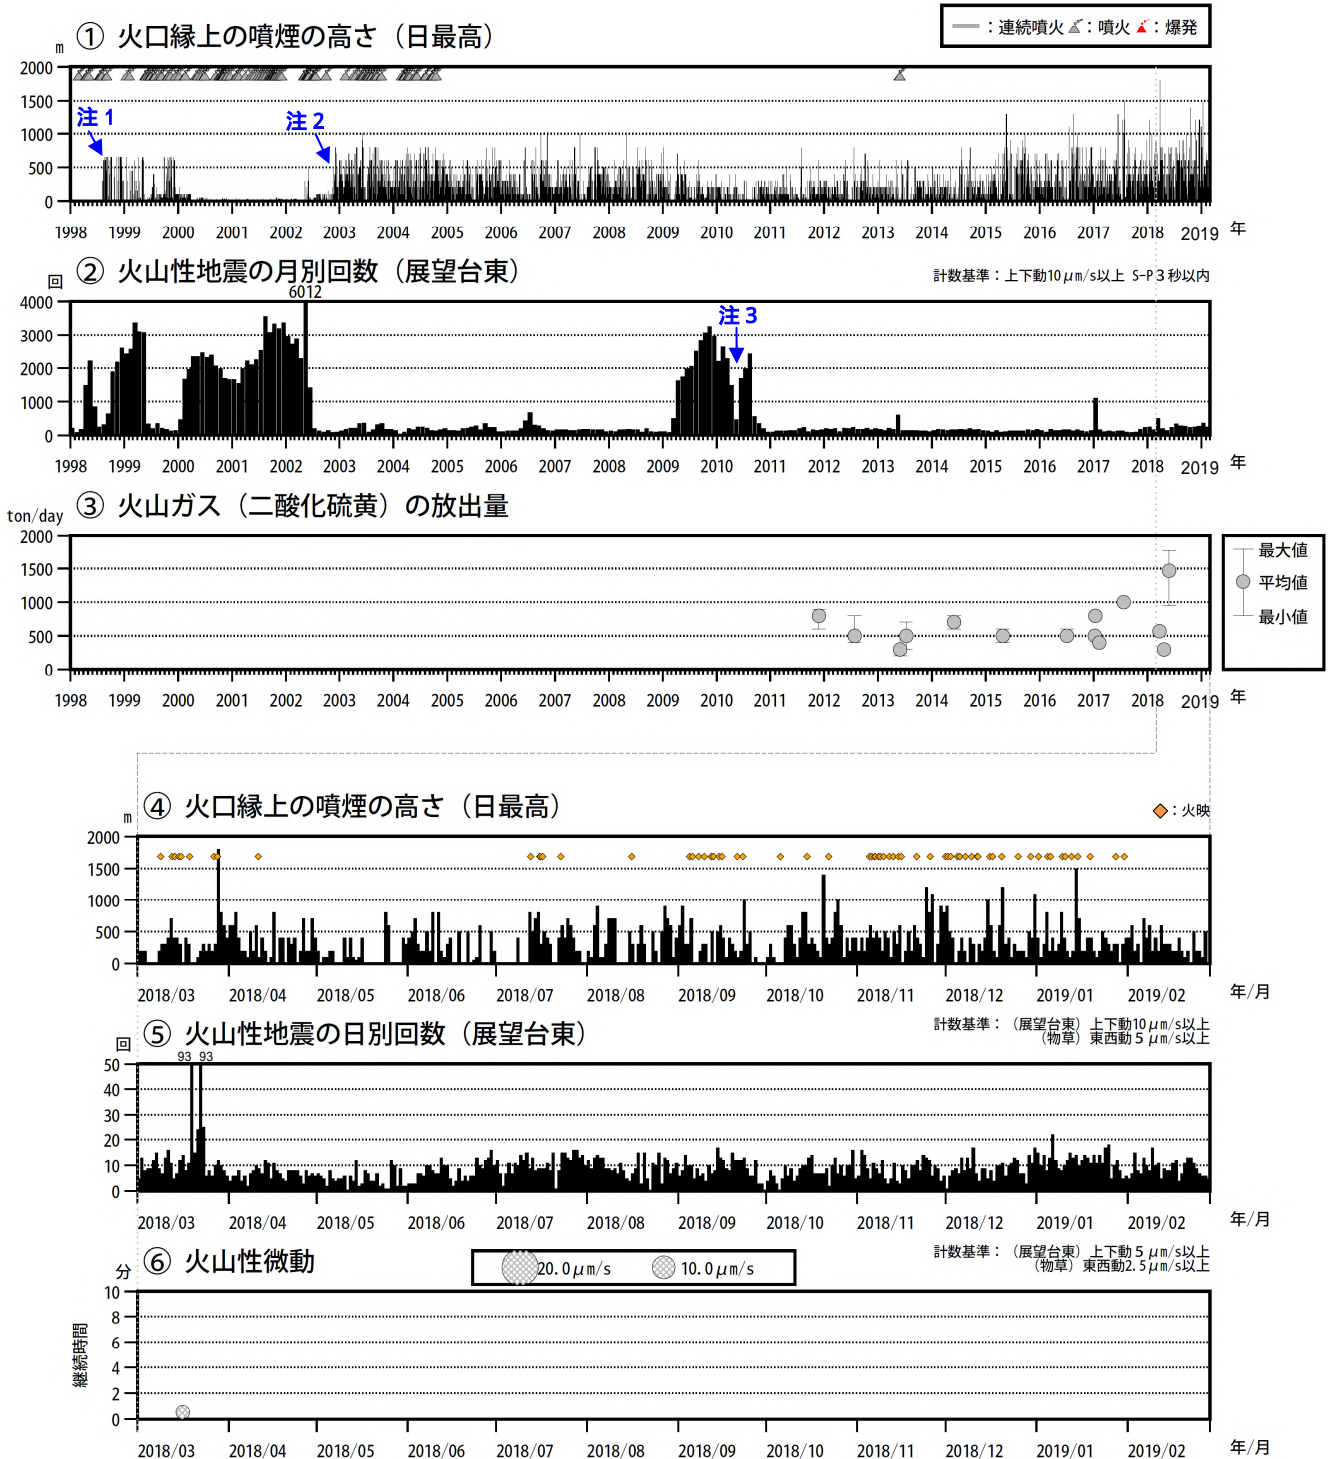 ① 火口縁上の噴煙の高さ（日最高）
━：連続噴火 ：噴火 ：爆発
m
2000
1500
1000
500
0
注1
注2
1998 1999 2000 2001 2002 2003 2004 2005 2006 2007 2008 2009 2010 2011 2012 2013 2014 2015 2016 2017 2018 2019 年
② 火山性地震の月別回数（展望台東）
計数基準：上下動10μm/s以上 S-P3秒以内
回
6012
4000
3000
2000
1000
0
注3
1998 1999 2000 2001 2002 2003 2004 2005 2006 2007 2008 2009 2010 2011 2012 2013 2014 2015 2016 2017 2018 2019 年
③ 火山ガス（二酸化硫黄）の放出量
ton/day
2000
1500
1000
500
0
最大値
平均値
最小値
1998 1999 2000 2001 2002 2003 2004 2005 2006 2007 2008 2009 2010 2011 2012 2013 2014 2015 2016 2017 2018 2019 年
④ 火口縁上の噴煙の高さ（日最高）
：火映
m
2000
1500
1000
500
0
2018/03 2018/04 2018/05 2018/06 2018/07 2018/08 2018/09 2018/10 2018/11 2018/12 2019/01 2019/02 年/月
⑤ 火山性地震の日別回数（展望台東）
計数基準：（展望台東）上下動10μm/s以上
（物草）東西動5μm/s以上
回
93 93
50
40
30
20
10
0
2018/03 2018/04 2018/05 2018/06 2018/07 2018/08 2018/09 2018/10 2018/11 2018/12 2019/01 2019/02 年/月
⑥ 火山性微動
20.0μm/s 10.0μm/s
計数基準：（展望台東）上下動5μm/s以上
（物草）東西動2.5μm/s以上
分
継続時間
10
8
6
4
2
0
2018/03 2018/04 2018/05 2018/06 2018/07 2018/08 2018/09 2018/10 2018/11 2018/12 2019/01 2019/02 年/月